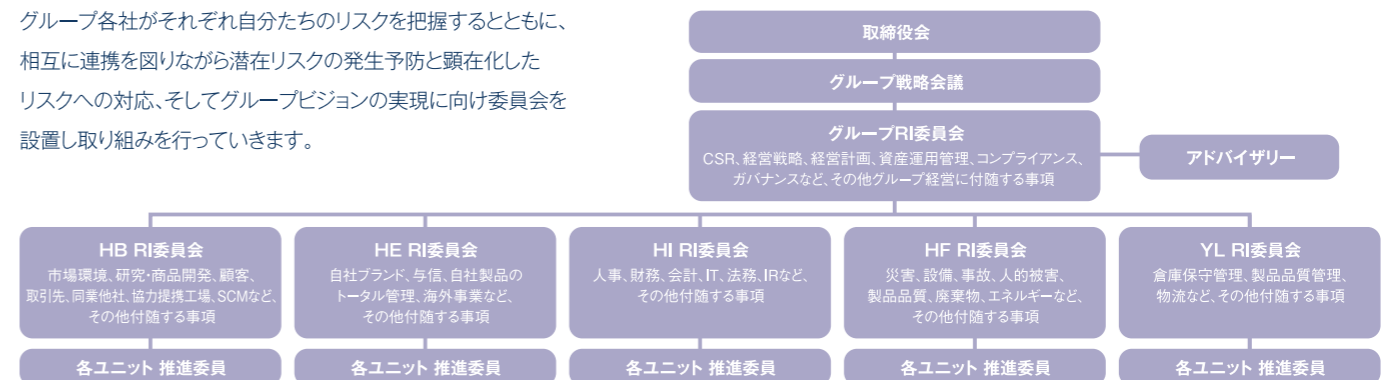 グループ各社がそれぞれ自分たちのリスクを把握するとともに、
相互に連携を図りながら潜在リスクの発生予防と顕在化した
リスクへの対応、そしてグループビジョンの実現に向け委員会を
設置し取り組みを行っていきます。
取締役会
グループ戦略会議
グループRI委員会
CSR、経営戦略、経営計画、資産運用管理、コンプライアンス、
ガバナンスなど、その他グループ経営に付随する事項
アドバイザリー
HB RI委員会
市場環境、研究・商品開発、顧客、
取引先、同業他社、協力提携工場、SCMなど、
その他付随する事項
各ユニット 推進委員
HE RI委員会
自社ブランド、与信、自社製品の
トータル管理、海外事業など、
その他付随する事項
各ユニット 推進委員
HI RI委員会
人事、財務、会計、IT、法務、IRなど、
その他付随する事項
各ユニット 推進委員
HF RI委員会
災害、設備、事故、人的被害、
製品品質、廃棄物、エネルギーなど、
その他付随する事項
各ユニット 推進委員
YL RI委員会
倉庫保守管理、製品品質管理、
物流など、その他付随する事項
各ユニット 推進委員